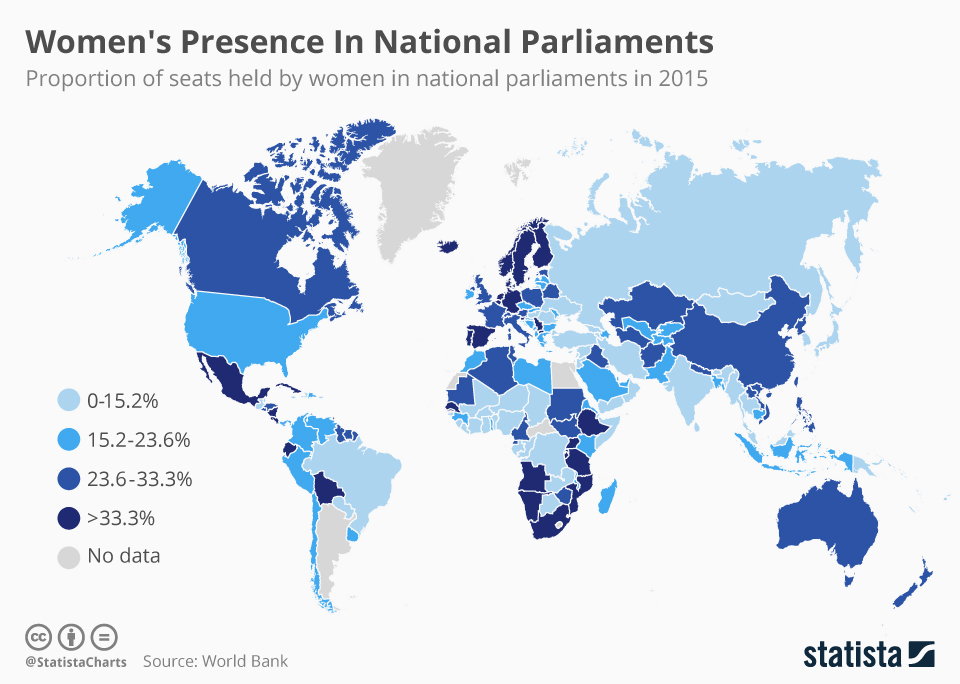 Women's Presence In National Parliaments
Proportion of seats held by women in national parliaments in 2015
0-15.2%
15.2-23.6%
23.6-33.3%
>33.3%
No data
cc
@StatistaCharts Source: World Bank
statista